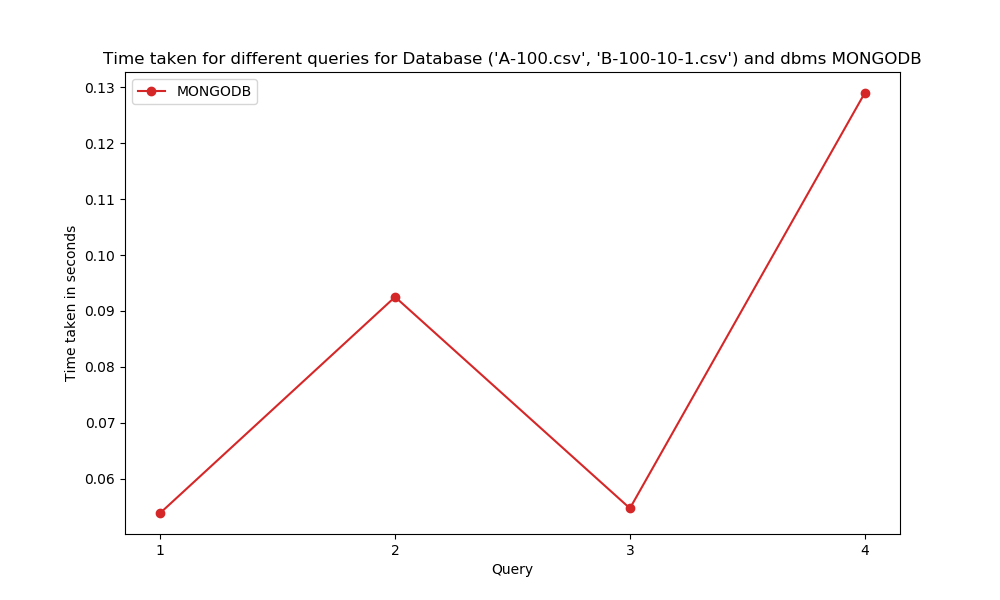 Time taken for different queries for Database ('A-100.csv', 'B-100-10-1.csv') and dbms MONGODB
MONGODB
0.13
0.12
0.11
0.10
0.09
0.08
0.07
0.06
Time taken in seconds
1 2 3 4
Query